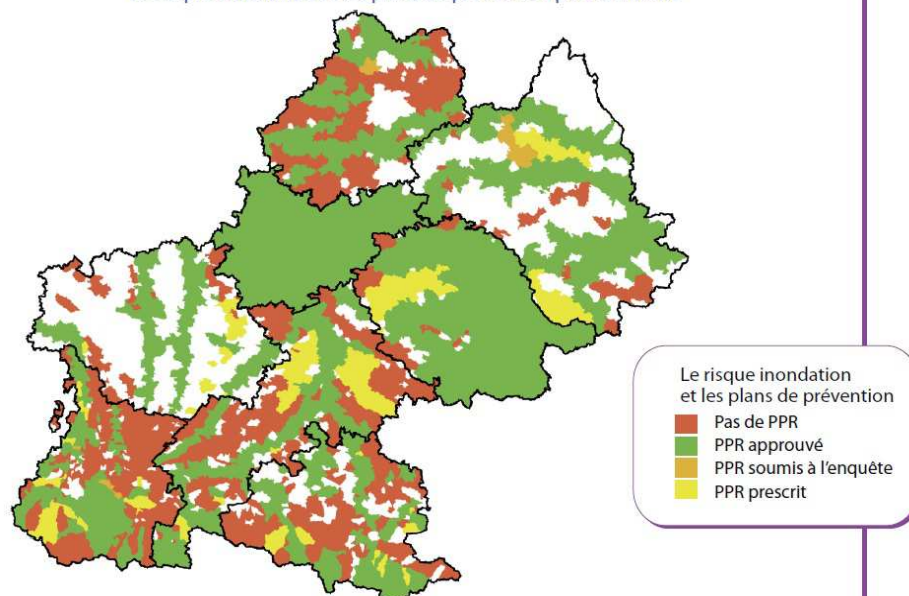 Le risque inondation
et les plans de prévention
Pas de PPR
PPR approuvé
PPR soumis à l'enquête
PPR prescrit